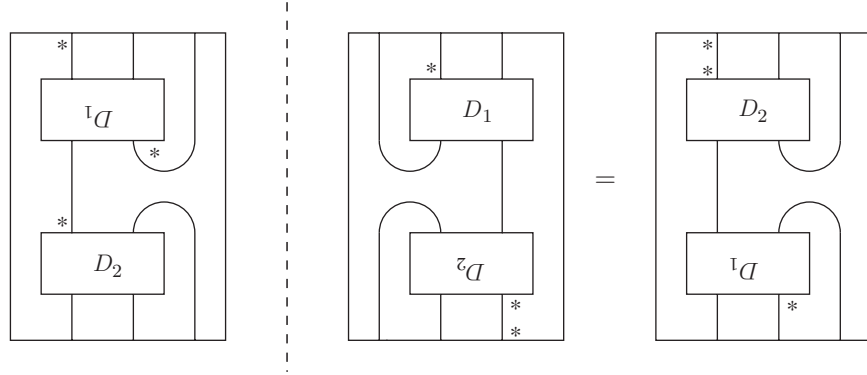 * * *
* *
D₁ D₁ D₂
*
=
*
D₂ D₂ D₁
* *
*